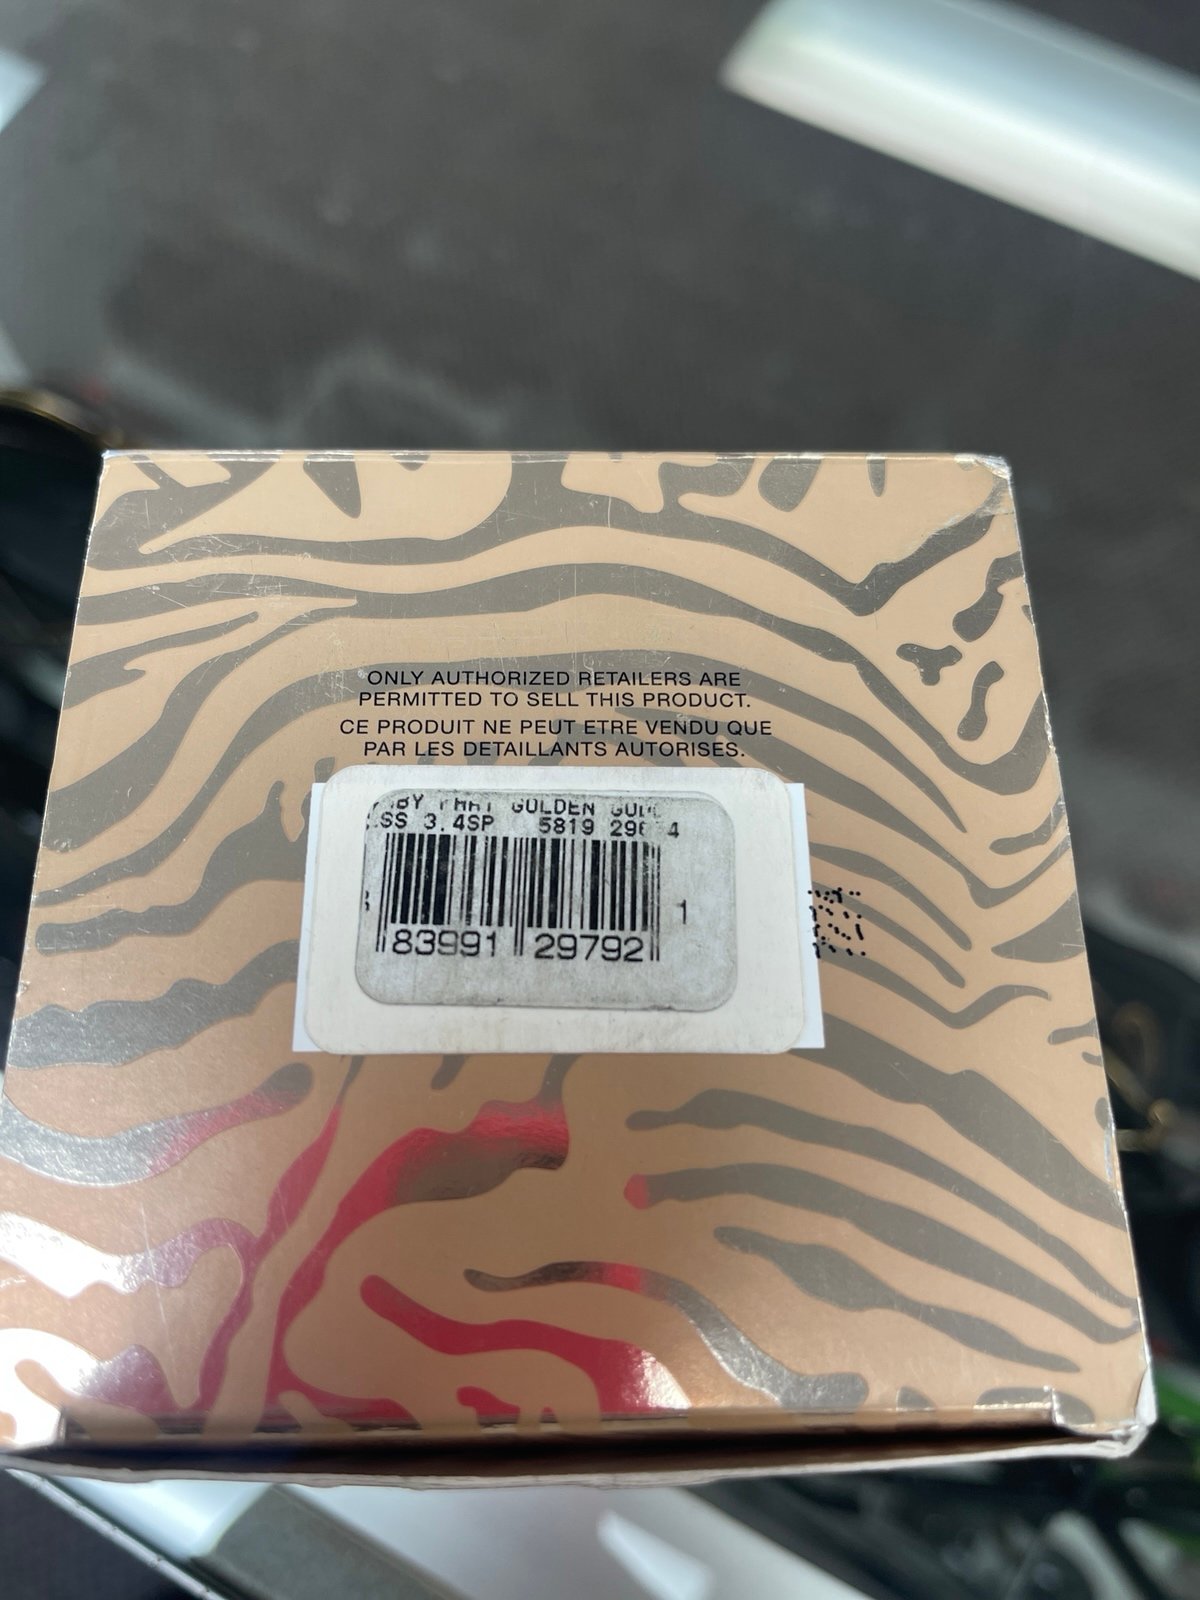 ONLY AUTHORIZED RETAILERS ARE
PERMITTED TO SELL THIS PRODUCT.
CE PRODUIT NE PEUT ETRE VENDU QUE
PAR LES DETAILLANTS AUTORISES.
GOLDEN
3.4SP 5819
83991 29792 1